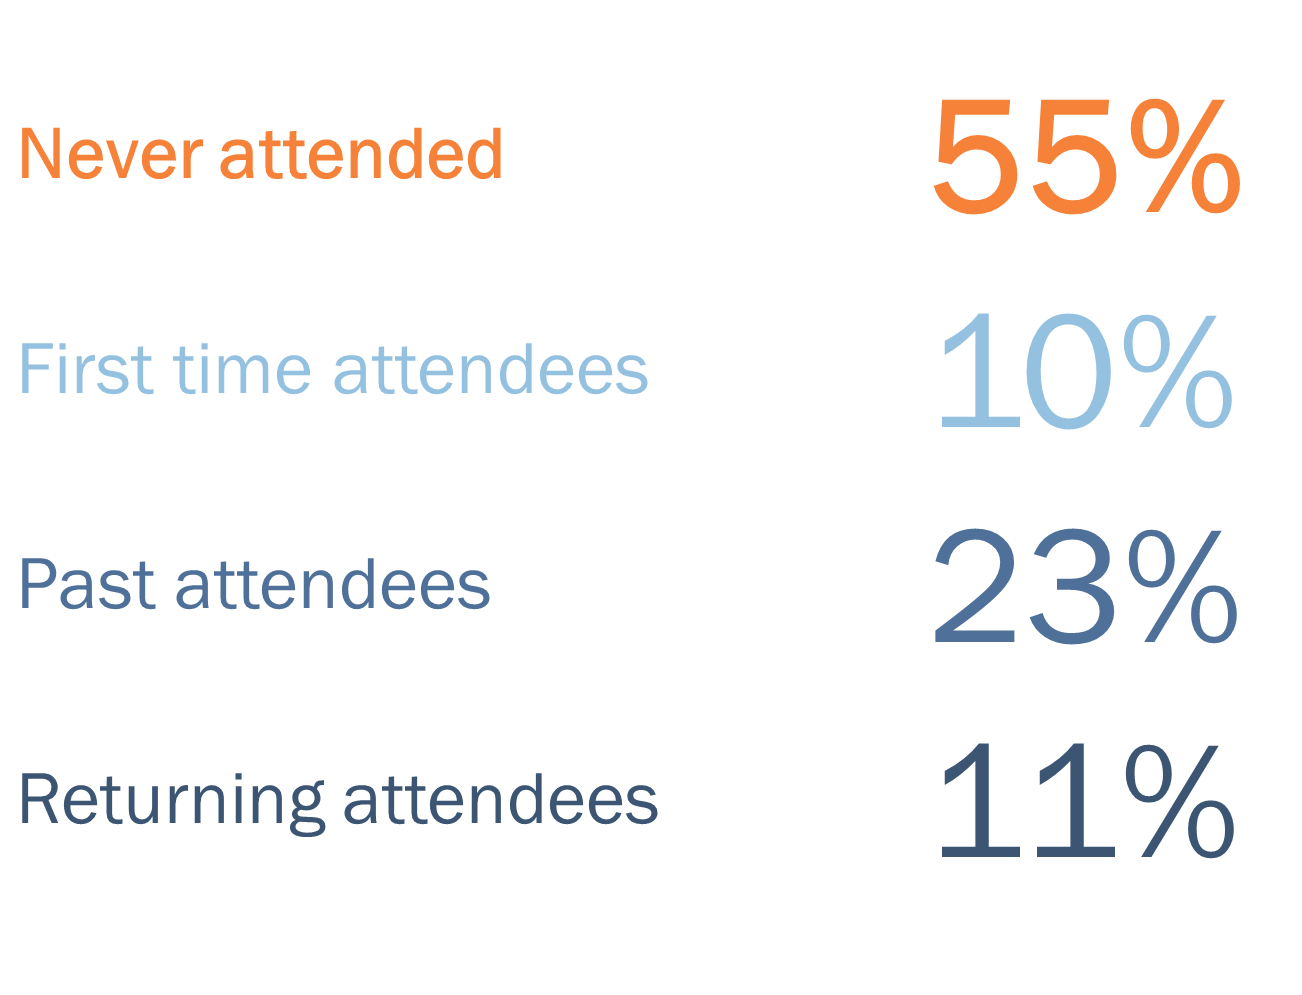 Never attended 55%
First time attendees 10%
Past attendees 23%
Returning attendees 11%